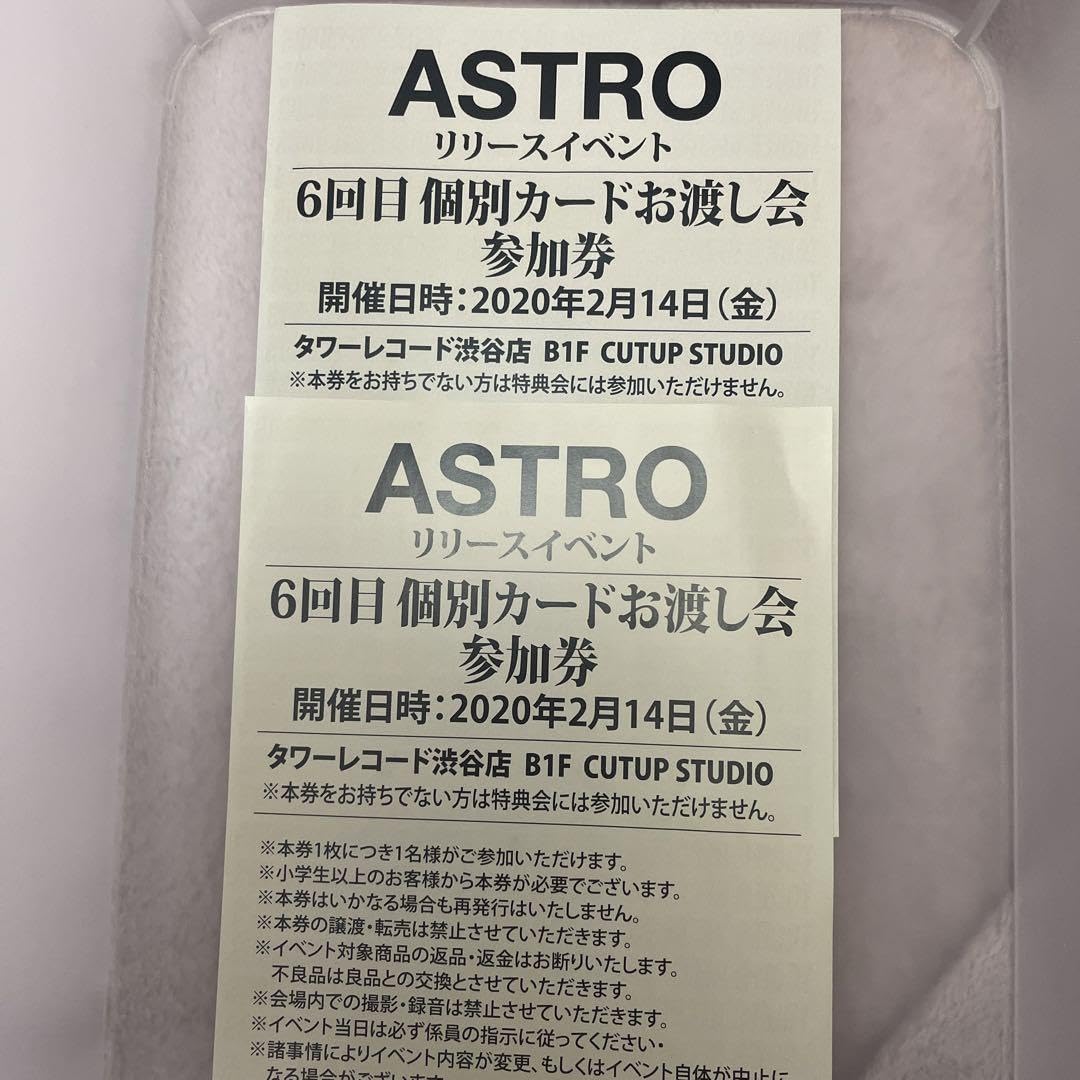 ASTRO
リリースイベント
6回目 個別カードお渡し会
参加券
開催日時：2020年2月14日（金）
タワーレコード渋谷店 B1F CUTUP STUDIO
※本券をお持ちでない方は特典会には参加いただけません。
ASTRO
リリースイベント
6回目 個別カードお渡し会
参加券
開催日時：2020年2月14日（金）
タワーレコード渋谷店 B1F CUTUP STUDIO
※本券をお持ちでない方は特典会には参加いただけません。
※本券1枚につき1名様がご参加いただけます。
※小学生以上のお客様から本券が必要でございます。
※本券はいかなる場合も再発行はいたしません。
※本券の譲渡・転売は禁止させていただきます。
※イベント対象商品の返品・返金はお断りいたします。
不良品は良品との交換とさせていただきます。
※会場内での撮影・録音は禁止させていただきます。
※イベント当日は必ず係員の指示に従ってください・
※諸事情によりイベント内容が変更、もしくはイベント自体が中止に
なる場合がございます